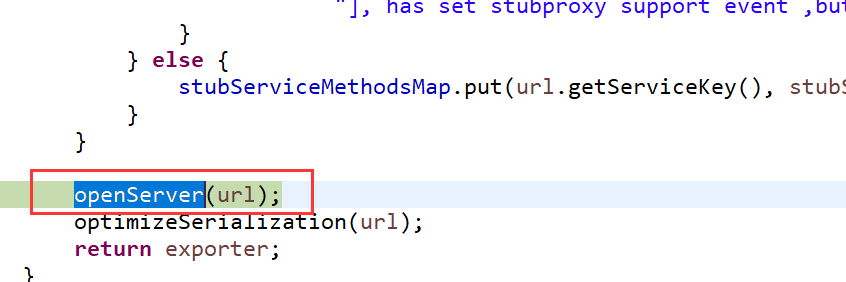 "], has set stubproxy support event ,but
}
} else {
stubServiceMethodsMap.put(url.getServiceKey(), stubS
}
}
openServer(url);
optimizeSerialization(url);
return exporter;
}